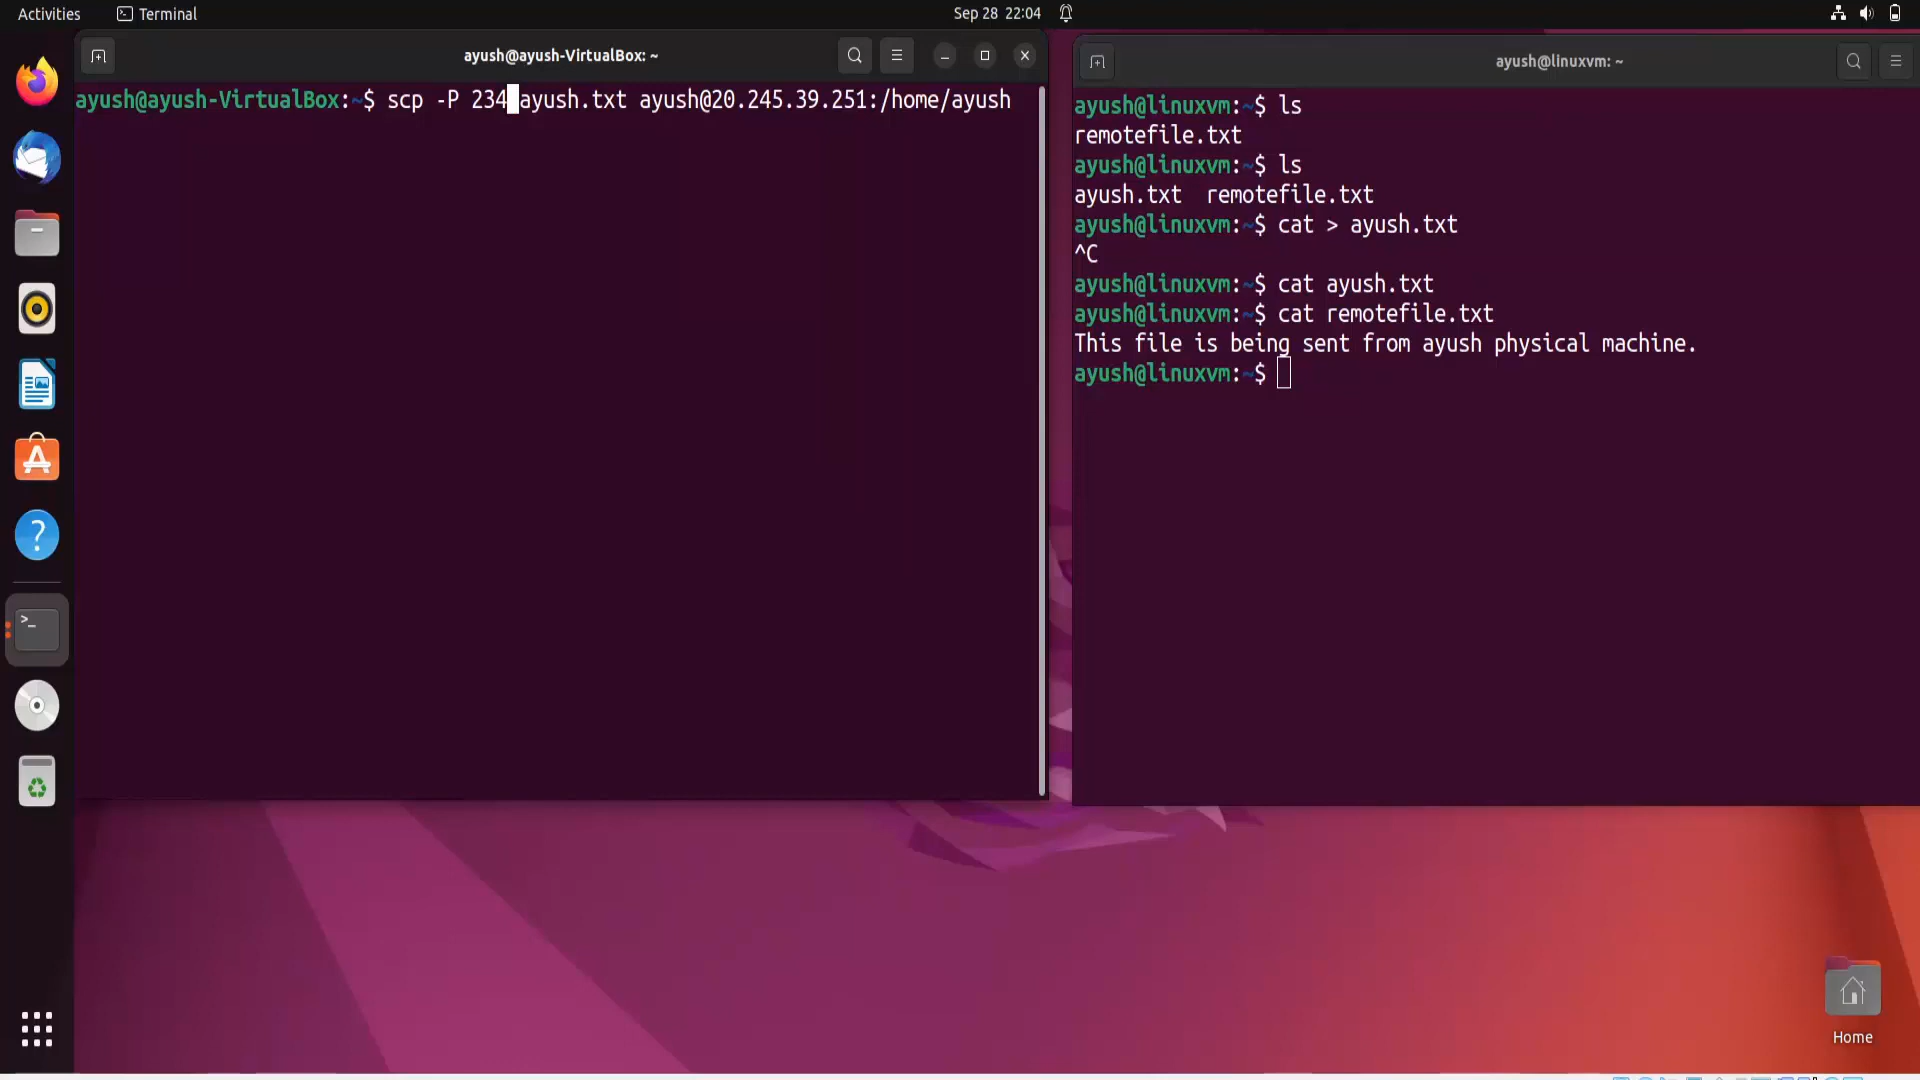 Activities
Terminal
Sep 28 22:04
ayush@ayush-VirtualBox: ~
ayush@ayush-VirtualBox:~$ scp -P 234 ayush.txt ayush@20.245.39.251:/home/ayush
ayush@linuxvm: ~
ayush@linuxvm:~$ ls
remotefile.txt
ayush@linuxvm:~$ ls
ayush.txt  remotefile.txt
ayush@linuxvm:~$ cat > ayush.txt
^C
ayush@linuxvm:~$ cat ayush.txt
ayush@linuxvm:~$ cat remotefile.txt
This file is being sent from ayush physical machine.
ayush@linuxvm:~$
Home